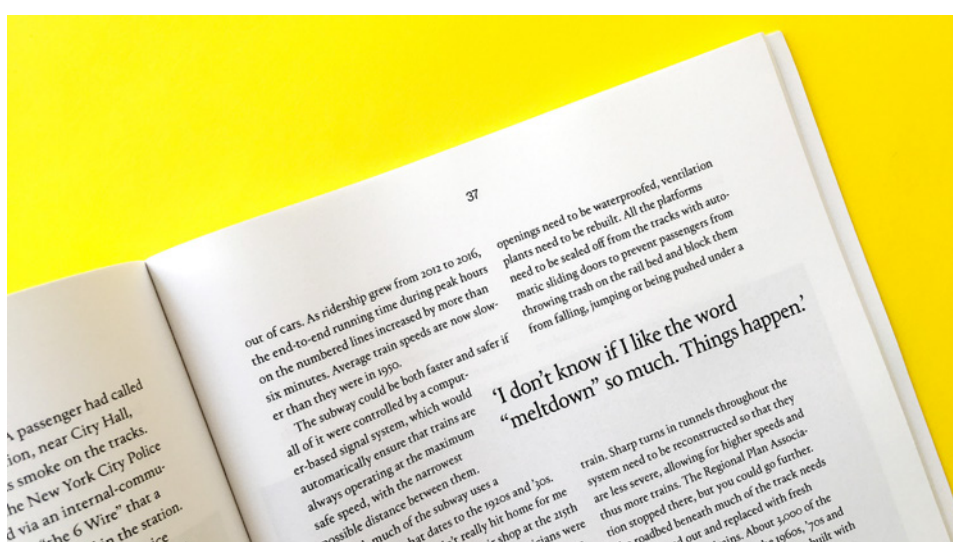 A passenger had called
ion, near City Hall,
s smoke on the tracks.
he New York City Police
d via an internal-commu-
"the 6 Wire" that a
in the station.
37
out of cars. As ridership grew from 2012 to 2016,
the end-to-end running time during peak hours
on the numbered lines increased by more than
six minutes. Average train speeds are now slow-
er than they were in 1950.
The subway could be both faster and safer if
all of it were controlled by a comput-
er-based signal system, which would
automatically ensure that trains are
always operating at the maximum
safe speed, with the narrowest
possible distance between them.
much of the subway uses a
hat dates to the 1920s and '30s.
't really hit home for me
shop at the 215th
icians were
openings need to be waterproofed, ventilation
plants need to be rebuilt. All the platforms
need to be sealed off from the tracks with auto-
matic sliding doors to prevent passengers from
throwing trash on the rail bed and block them
from falling, jumping or being pushed under a
'I don't know if I like the word
"meltdown" so much. Things happen.'
train. Sharp turns in tunnels throughout the
system need to be reconstructed so that they
are less severe, allowing for higher speeds and
thus more trains. The Regional Plan Associa-
tion stopped there, but you could go further.
roadbed beneath much of the track needs
out and replaced with fresh
ins. About 3,000 of the
1960s, '70s and
built with